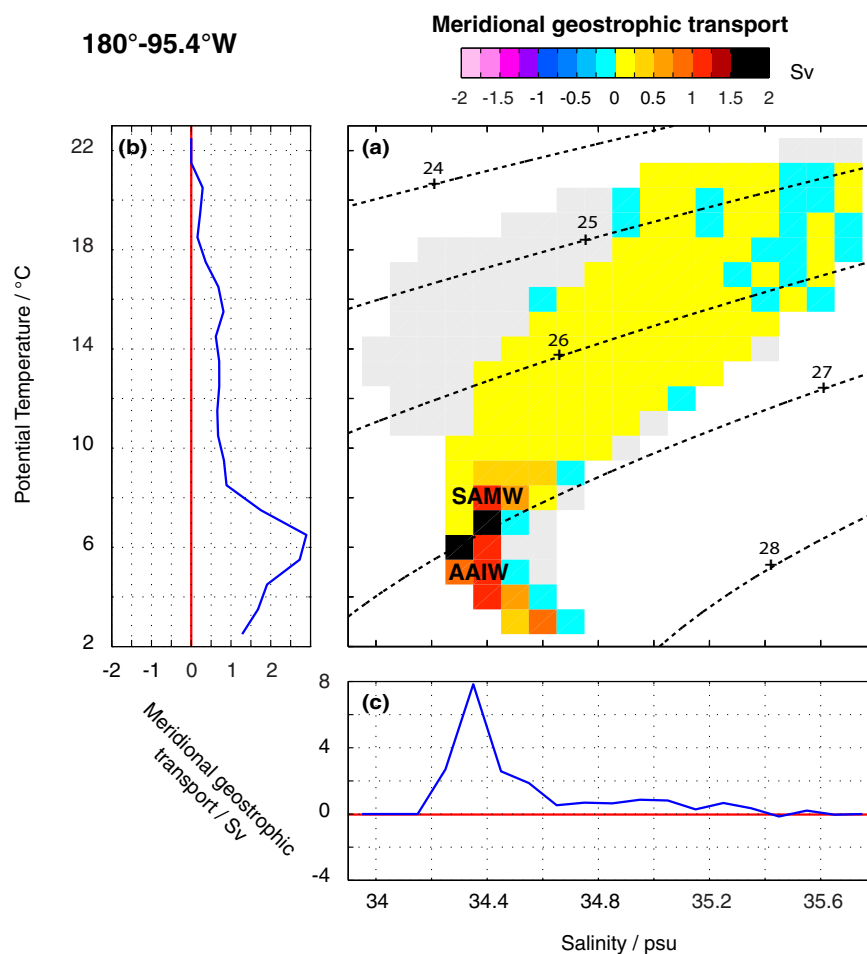 180°-95.4°W
Meridional geostrophic transport
Sv
-2 -1.5 -1 -0.5 0 0.5 1 1.5 2
(b)
22
18
14
10
6
2
Potential Temperature / °C
-2 -1 0 1 2
Meridional geostrophic
transport / Sv
(a)
24
25
26
27
28
SAMW
AAIW
(c)
8
4
0
-4
34 34.4 34.8 35.2 35.6
Salinity / psu